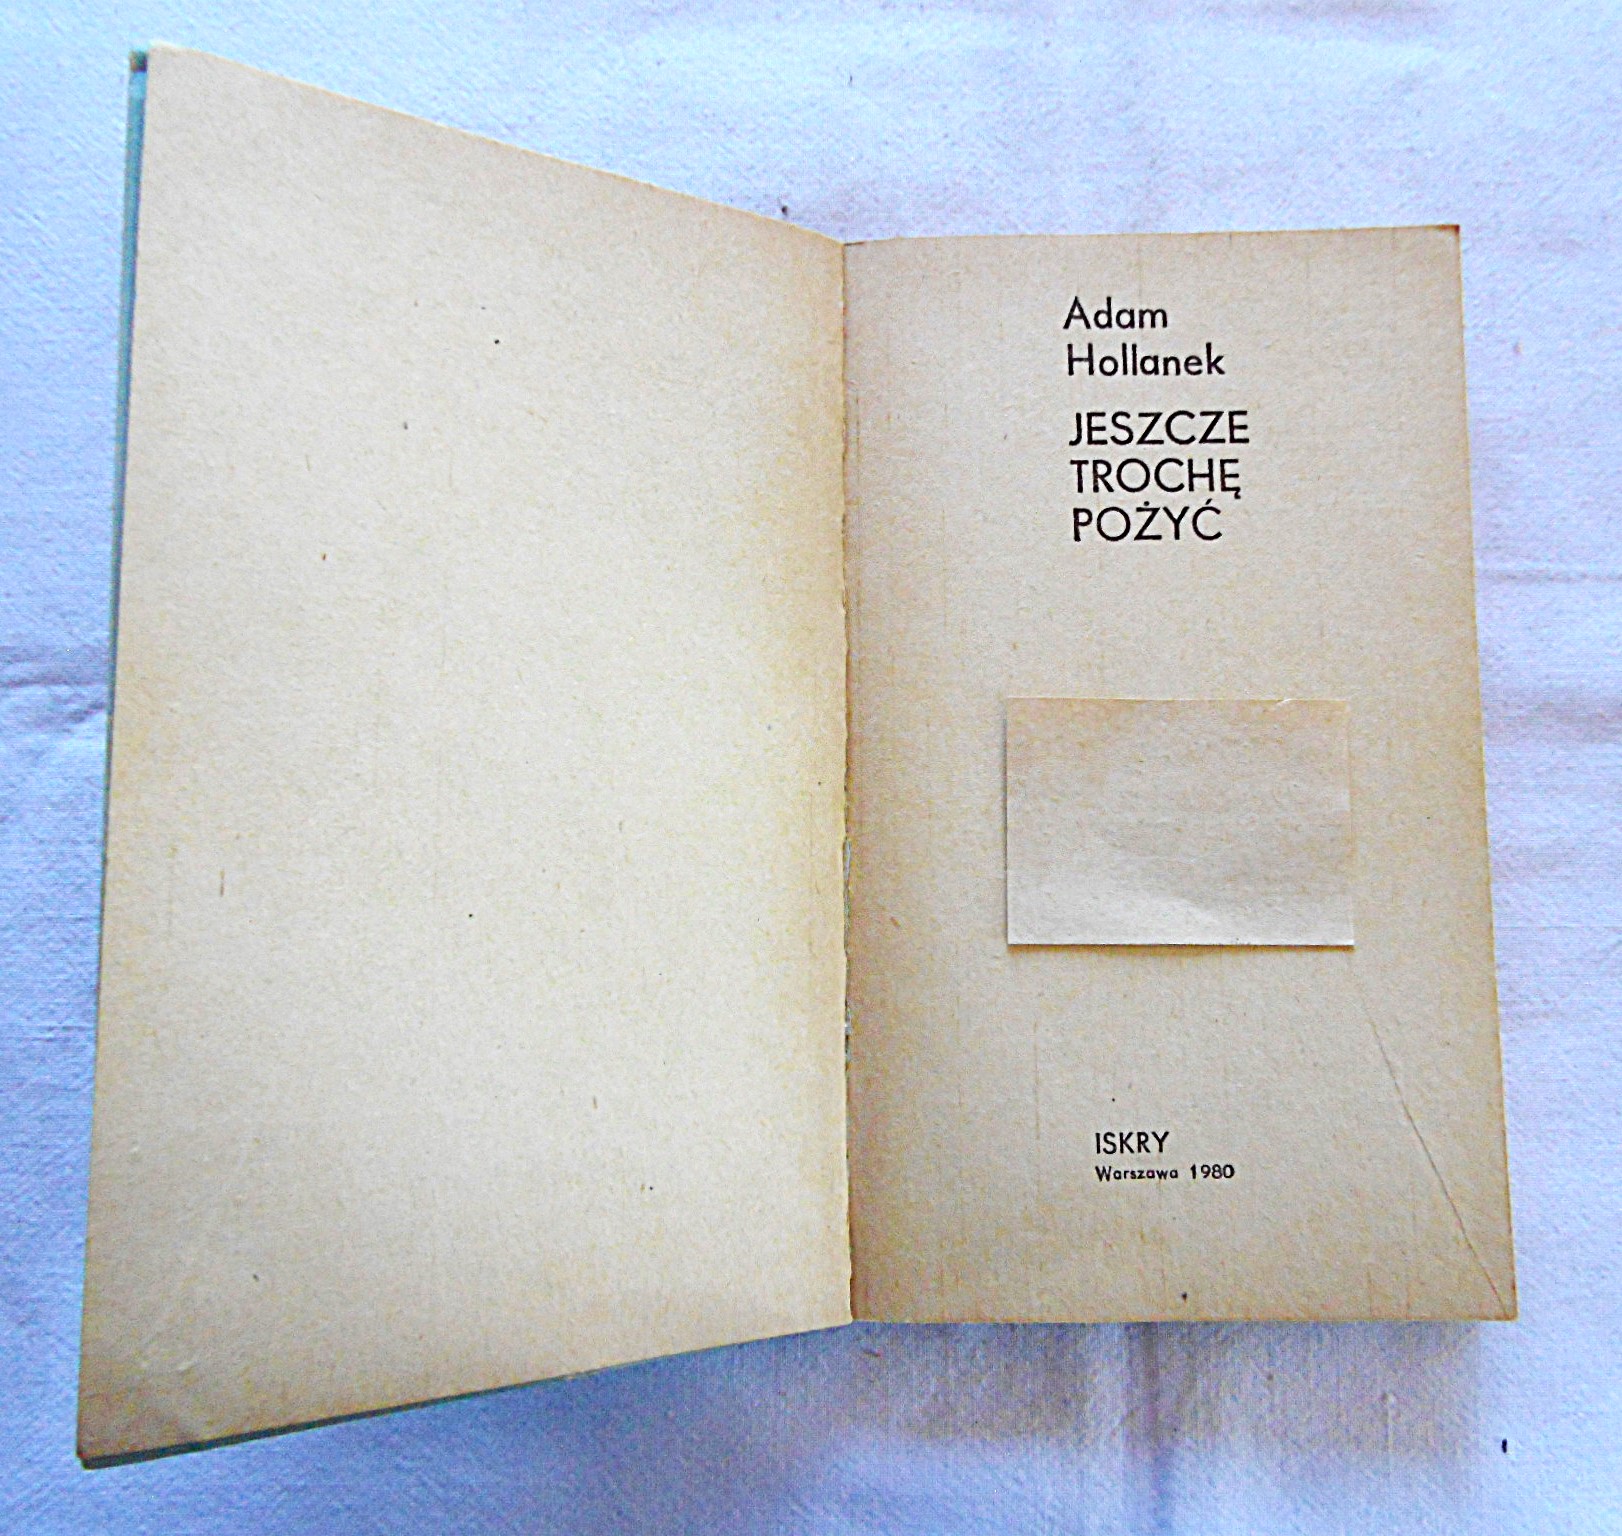 Adam
Hollanek
JESZCZE
TROCHĘ
POŻYĆ
ISKRY
Warszawa 1980